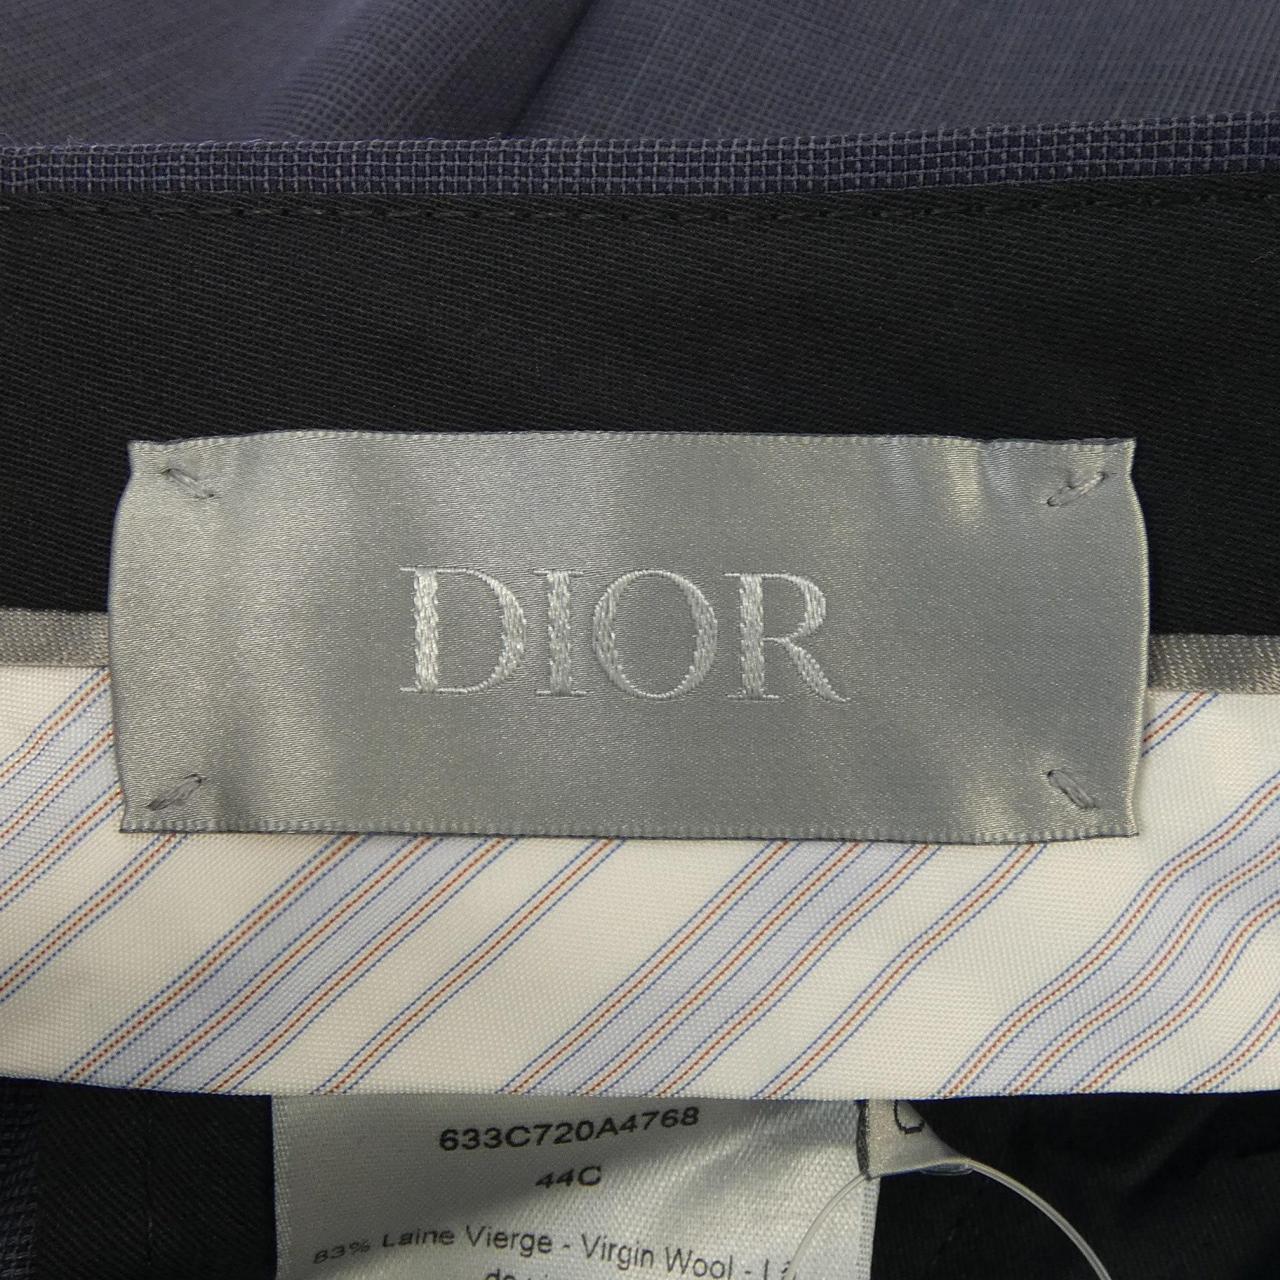 DIOR
633C720A4768
44C
83% Laine Vierge - Virgin Wool -